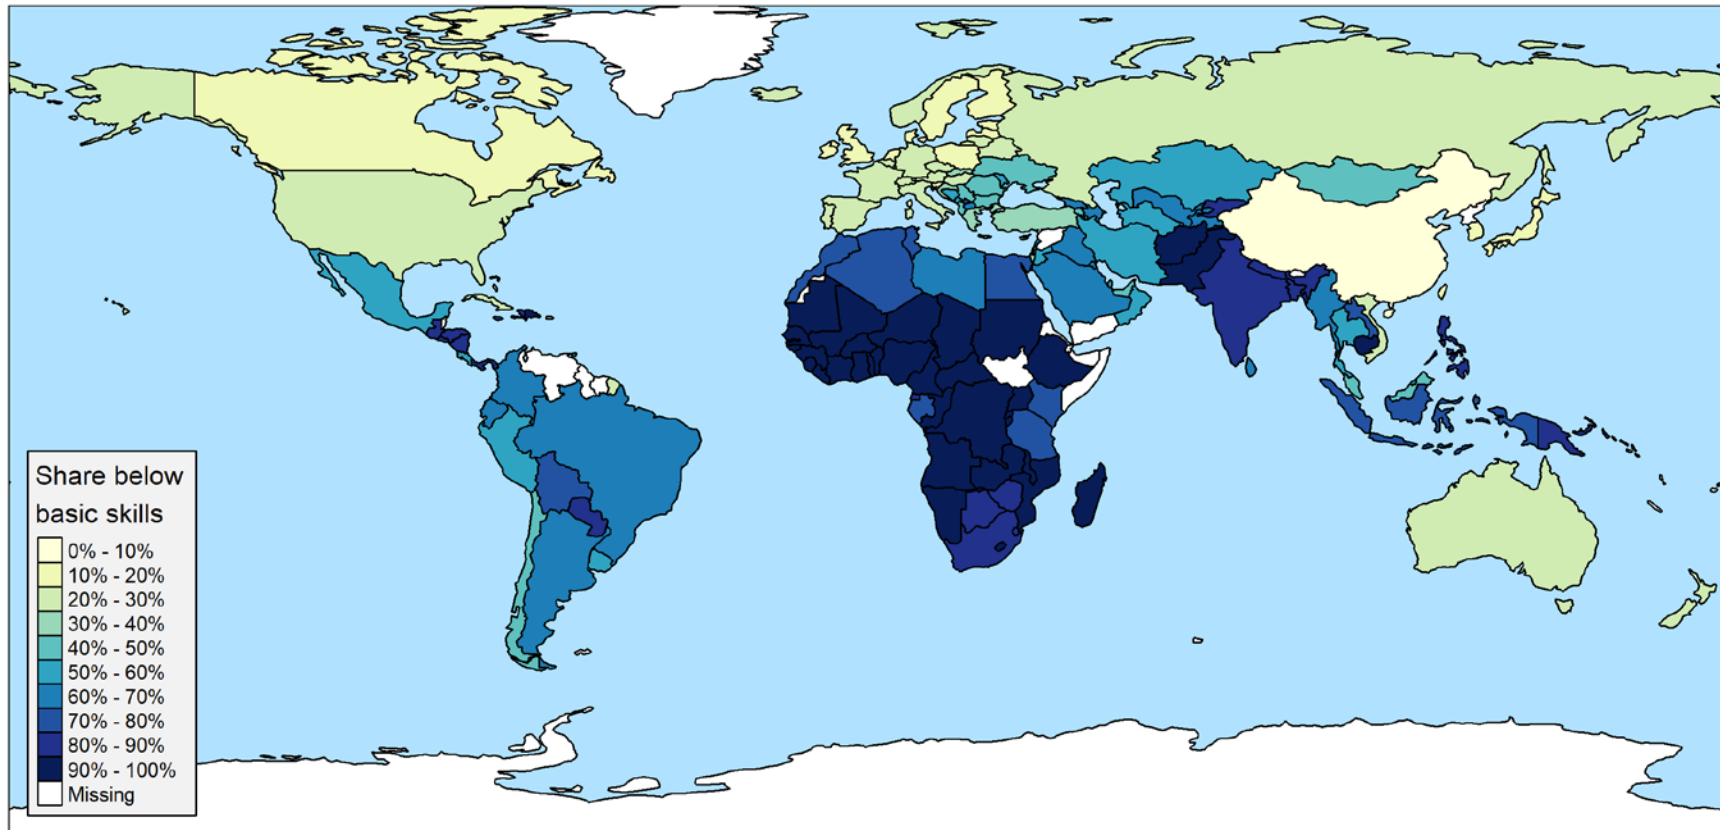 Share below
basic skills
0% - 10%
10% - 20%
20% - 30%
30% - 40%
40% - 50%
50% - 60%
60% - 70%
70% - 80%
80% - 90%
90% - 100%
Missing